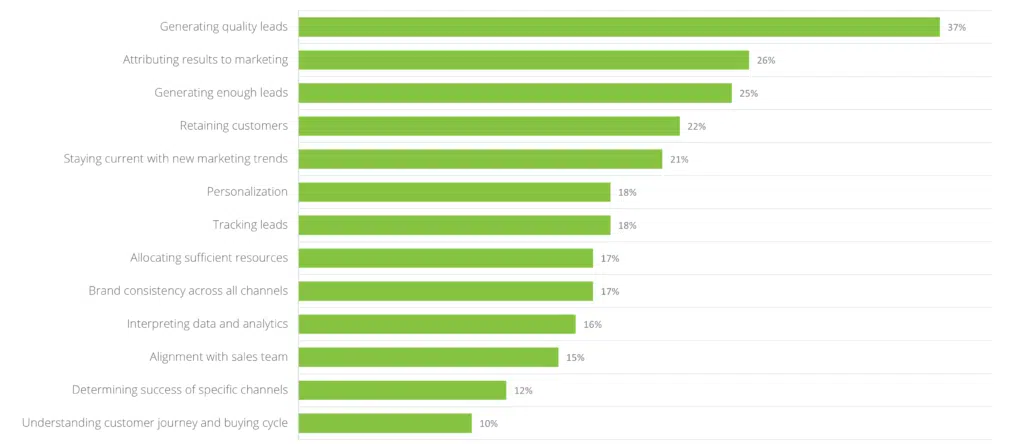 Generating quality leads 37%
Attributing results to marketing 26%
Generating enough leads 25%
Retaining customers 22%
Staying current with new marketing trends 21%
Personalization 18%
Tracking leads 18%
Allocating sufficient resources 17%
Brand consistency across all channels 17%
Interpreting data and analytics 16%
Alignment with sales team 15%
Determining success of specific channels 12%
Understanding customer journey and buying cycle 10%